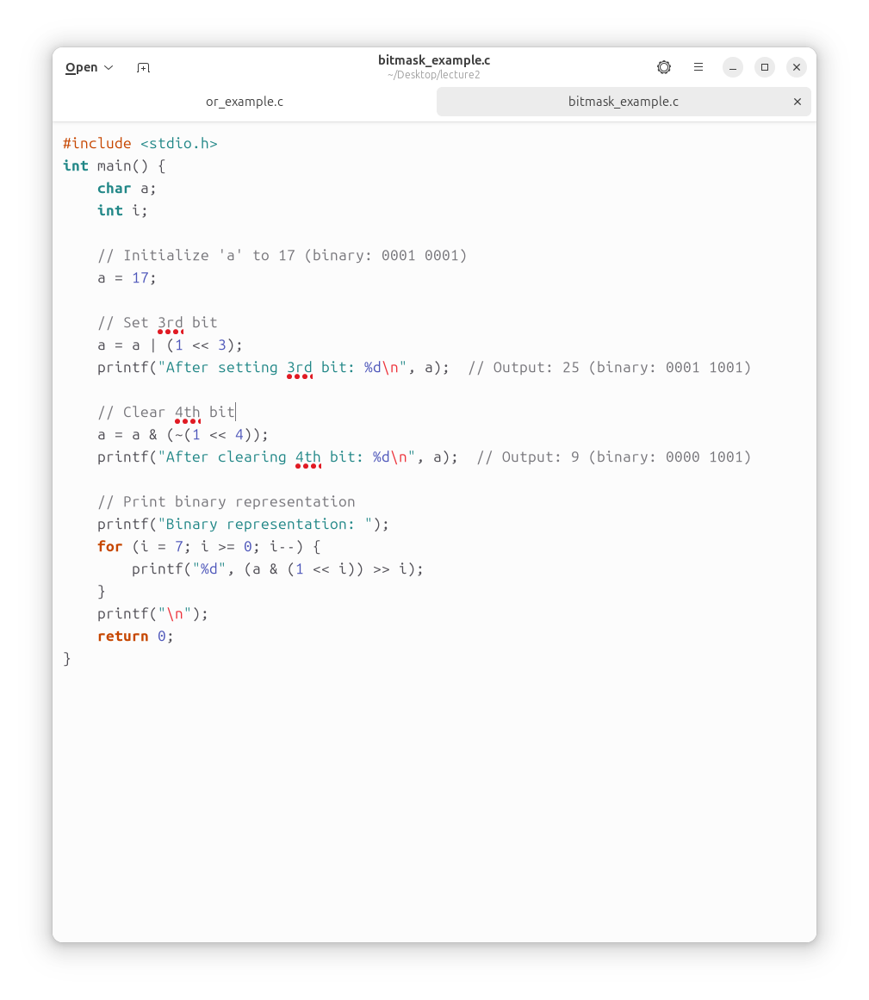 Open
bitmask_example.c
~/Desktop/lecture2
or_example.c
bitmask_example.c
#include <stdio.h>
int main() {
    char a;
    int i;

    // Initialize 'a' to 17 (binary: 0001 0001)
    a = 17;

    // Set 3rd bit
    a = a | (1 << 3);
    printf("After setting 3rd bit: %d\n", a);  // Output: 25 (binary: 0001 1001)

    // Clear 4th bit
    a = a & (~(1 << 4));
    printf("After clearing 4th bit: %d\n", a);  // Output: 9 (binary: 0000 1001)

    // Print binary representation
    printf("Binary representation: ");
    for (i = 7; i >= 0; i--) {
        printf("%d", (a & (1 << i)) >> i);
    }
    printf("\n");
    return 0;
}